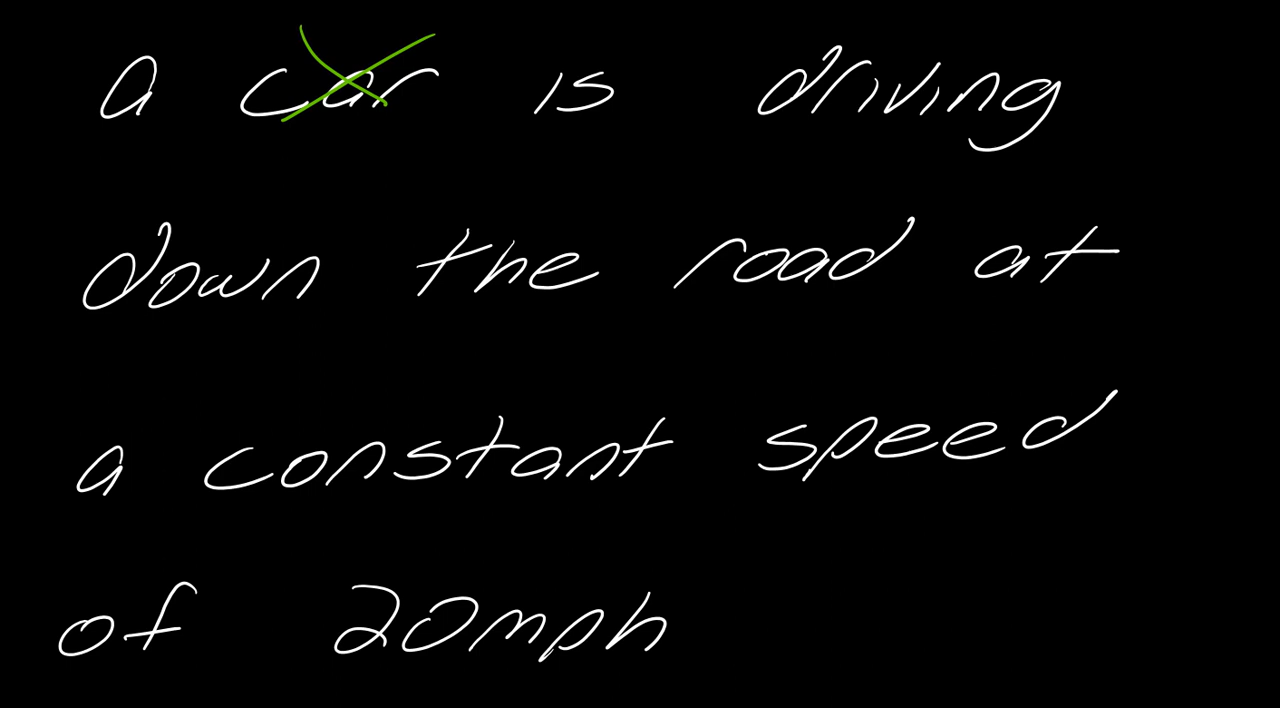 a car is driving
down the road at
a constant speed
of 20mph